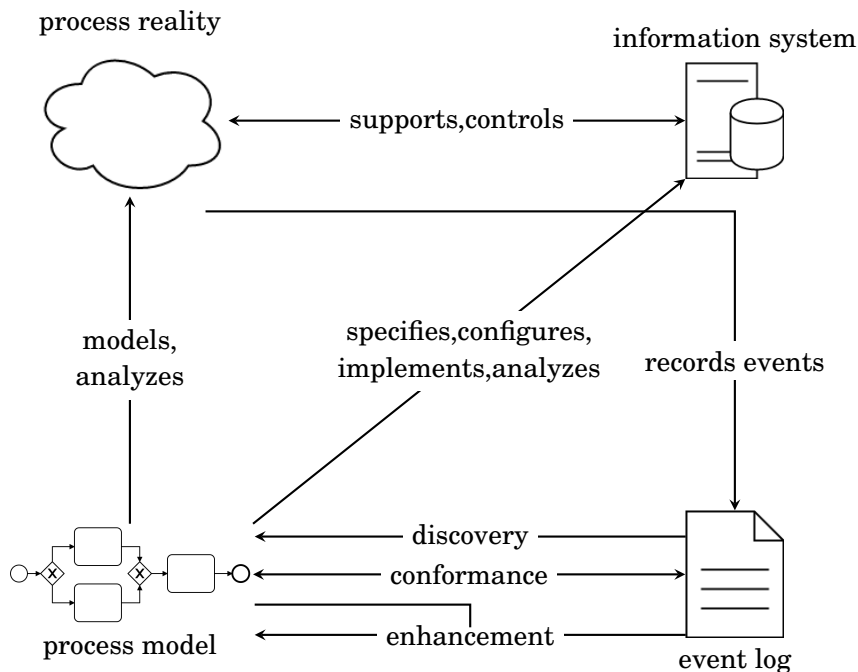 process reality
information system
supports,controls
models,
analyzes
specifies,configures,
implements,analyzes
records events
discovery
X
X
conformance
enhancement
process model
event log